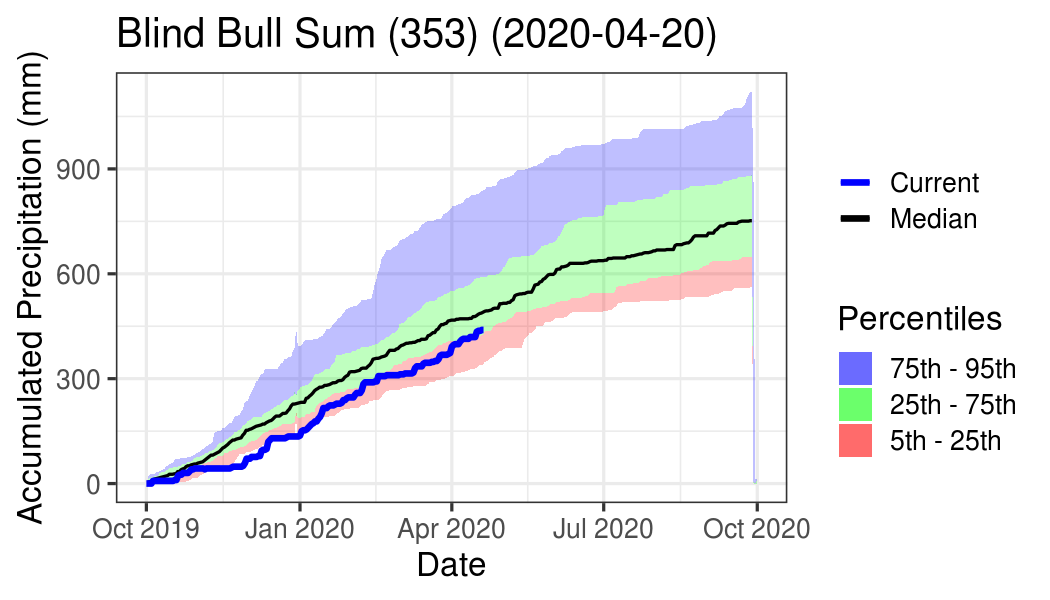 Blind Bull Sum (353) (2020-04-20)
Accumulated Precipitation (mm)
900
600
300
0
Oct 2019
Jan 2020
Apr 2020
Jul 2020
Oct 2020
Date
Current
Median
Percentiles
75th - 95th
25th - 75th
5th - 25th